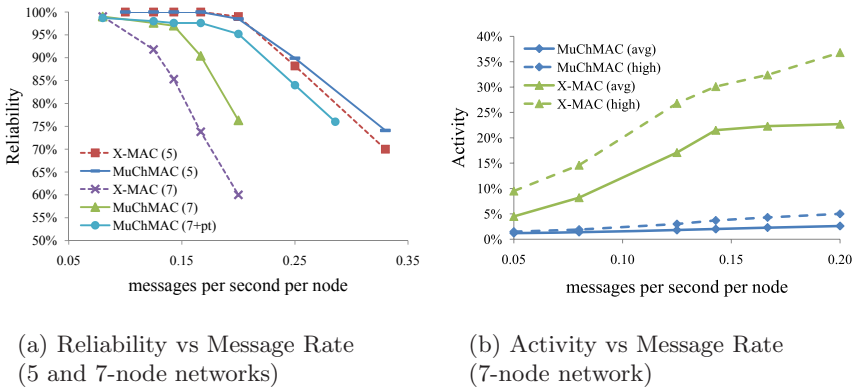 100%
95%
90%
85%
80%
75%
70%
65%
60%
55%
50%
Reliability
X-MAC (5)
MuChMAC (5)
X-MAC (7)
MuChMAC (7)
MuChMAC (7+pt)
0.05
0.15
0.25
0.35
messages per second per node
(a) Reliability vs Message Rate
(5 and 7-node networks)
40%
35%
30%
25%
20%
15%
10%
5%
0%
Activity
MuChMAC (avg)
MuChMAC (high)
X-MAC (avg)
X-MAC (high)
0.05
0.10
0.15
0.20
messages per second per node
(b) Activity vs Message Rate
(7-node network)